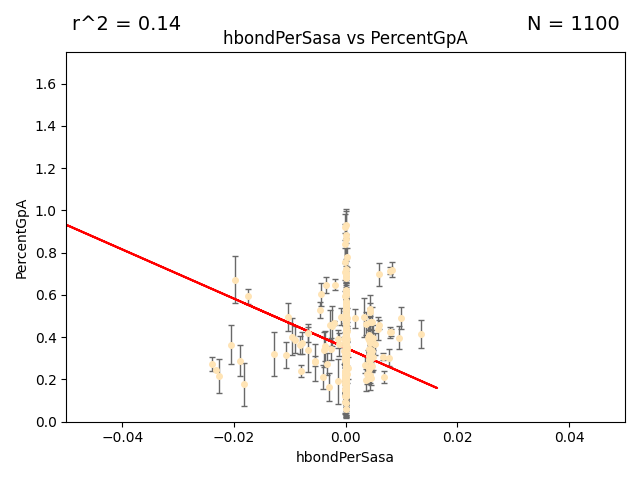 r^2 = 0.14
N = 1100
hbondPerSasa vs PercentGpA
1.6
1.4
1.2
1.0
0.8
0.6
0.4
0.2
0.0
PercentGpA
−0.04
−0.02
0.00
0.02
0.04
hbondPerSasa